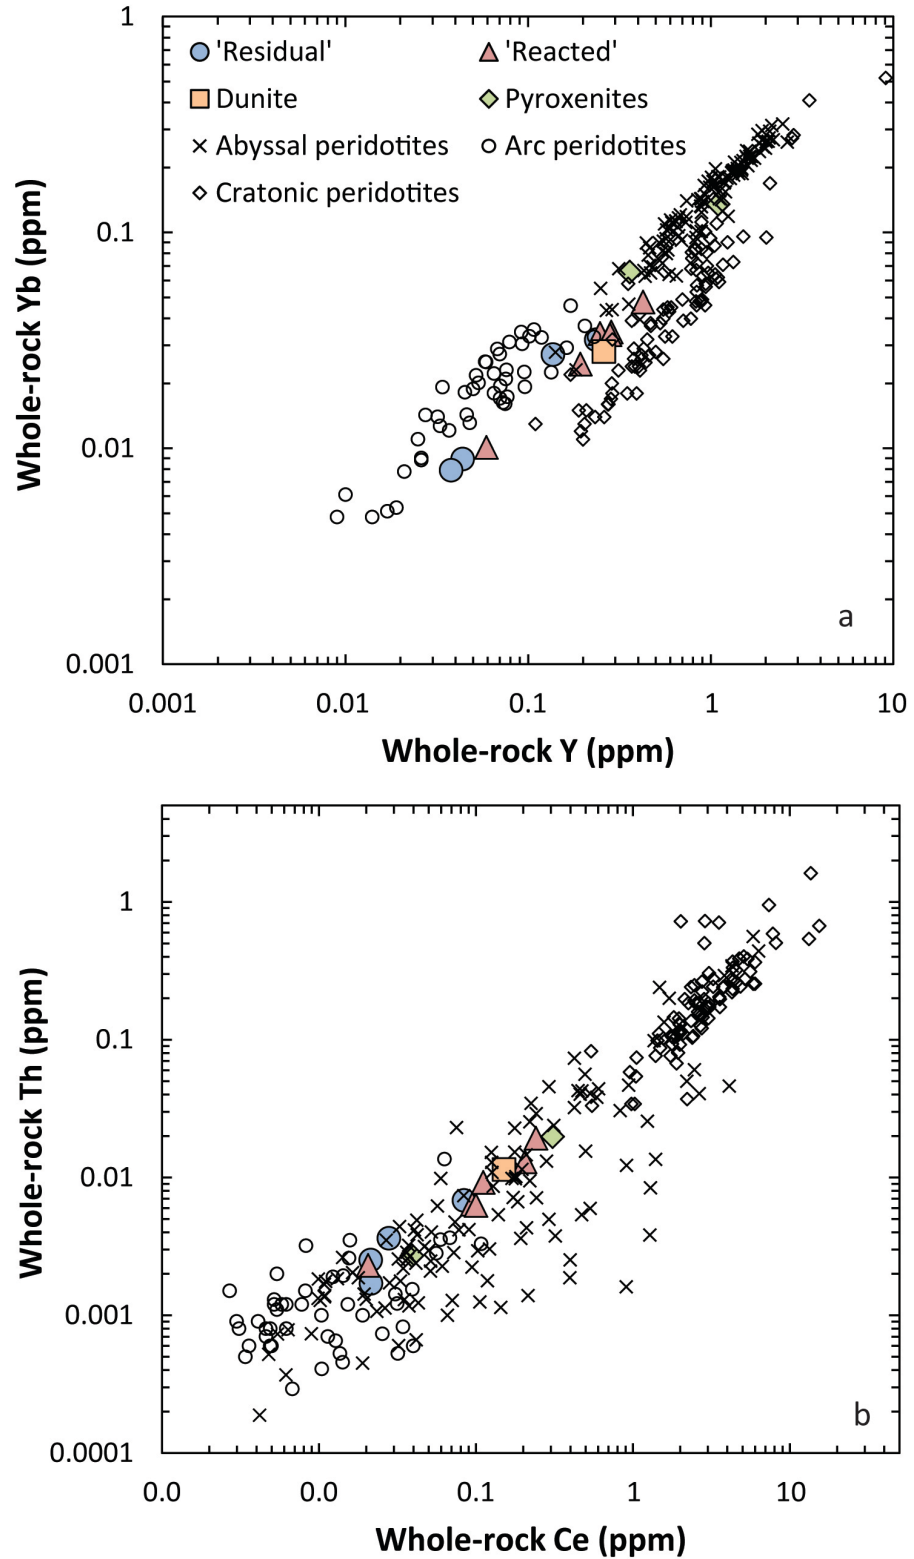 1
'Residual' 'Reacted'
Dunite Pyroxenites
Abyssal peridotites Arc peridotites
Cratonic peridotites
0.1
0.01
0.001
Whole-rock Yb (ppm)
a
0.001 0.01 0.1 1 10
Whole-rock Y (ppm)
1
0.1
0.01
0.001
0.0001
Whole-rock Th (ppm)
b
0.0 0.0 0.1 1 10
Whole-rock Ce (ppm)